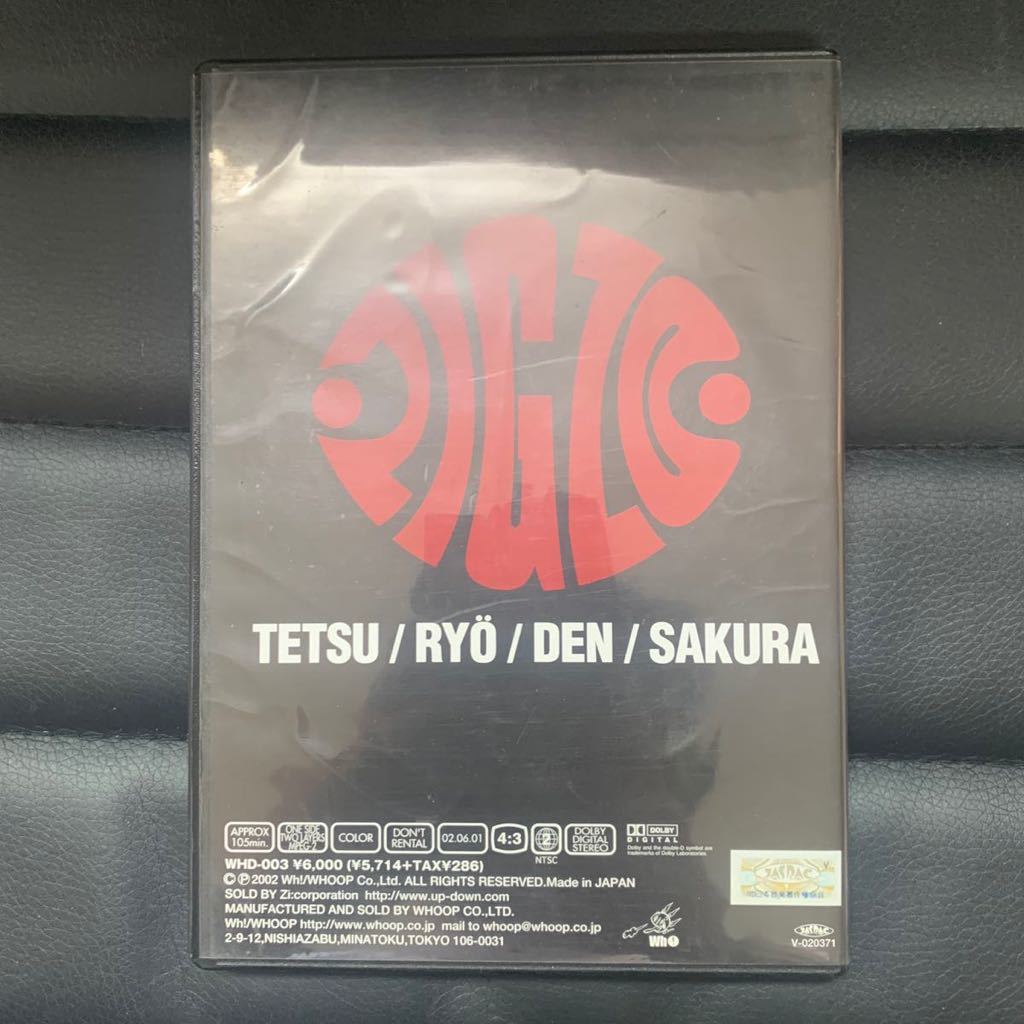 PIGZC
TETSU / RYÖ / DEN / SAKURA
APPROX 105min.
ONE SIDE TWO LAYERS MPEG-2
COLOR
DON'T RENTAL
02.06.01
4:3
2 NTSC
DOLBY DIGITAL STEREO
DOLBY DIGITAL
Dolby and the double-D symbol are
trademarks of Dolby Laboratories.
WHD-003 ¥6,000 (¥5,714+TAX¥286)
© ℗ 2002 Wh!/WHOOP Co.,Ltd. ALL RIGHTS RESERVED.Made in JAPAN
SOLD BY Zi:corporation http://www.up-down.com
MANUFACTURED AND SOLD BY WHOOP CO.,LTD.
Wh!/WHOOP http://www.whoop.co.jp mail to whoop@whoop.co.jp
2-9-12,NISHIAZABU,MINATOKU,TOKYO 106-0031
Wh!
JASRAC
JASRAC
V-020371